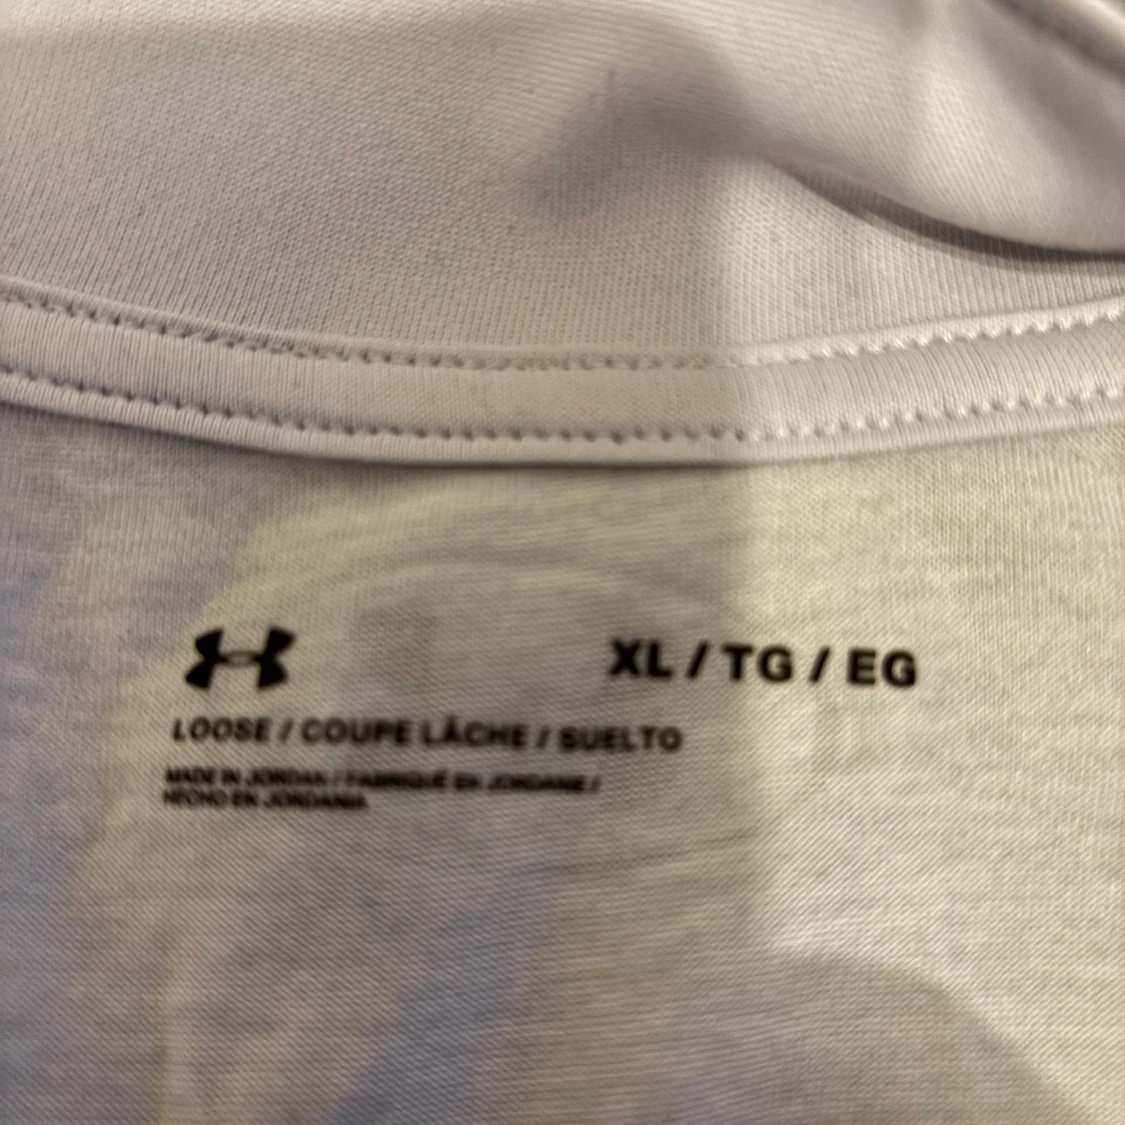 XL / TG / EG
LOOSE / COUPE LÂCHE / SUELTO
MADE IN JORDAN / FABRIQUÉ EN JORDANIE /
HECHO EN JORDANIA